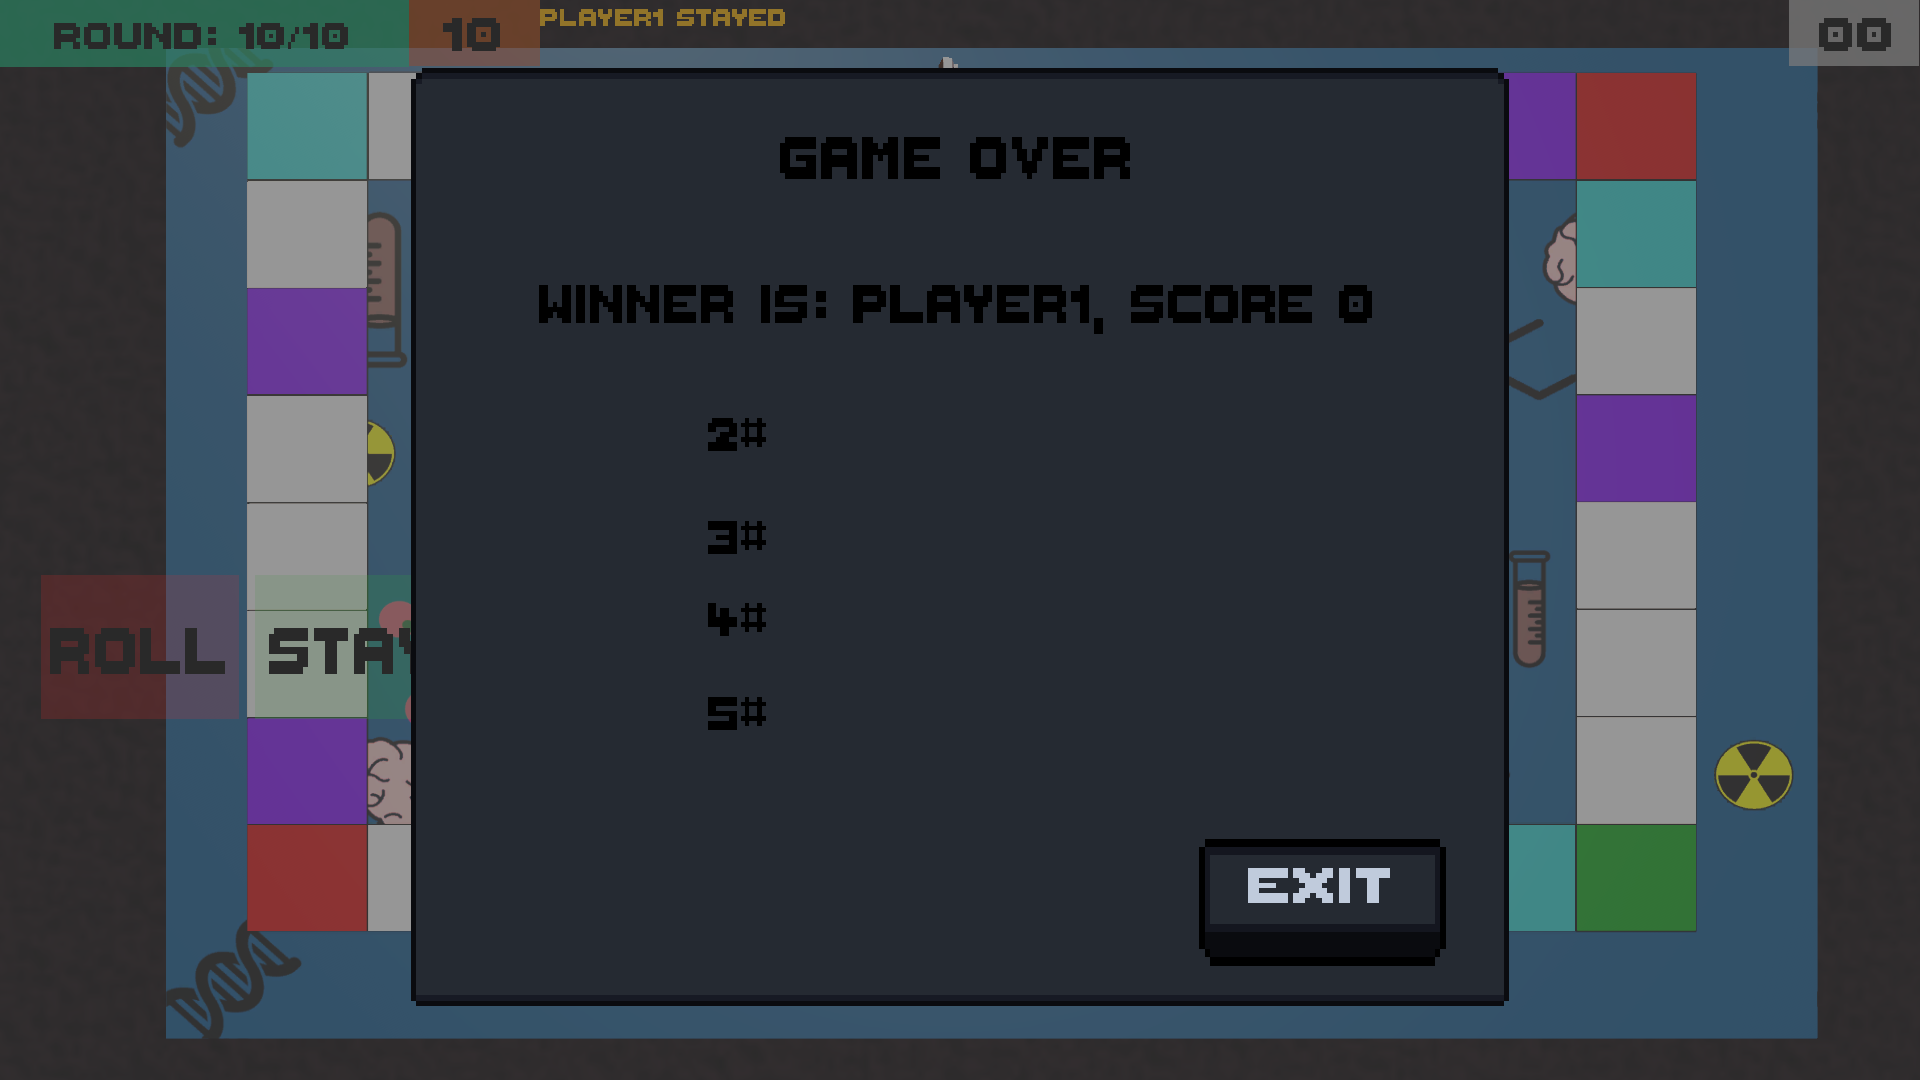 ROUND: 10/10
10
PLAYER1 STAYED
00
GAME OVER
WINNER IS: PLAYER1, SCORE 0
2#
3#
4#
5#
ROLL
STAY
EXIT